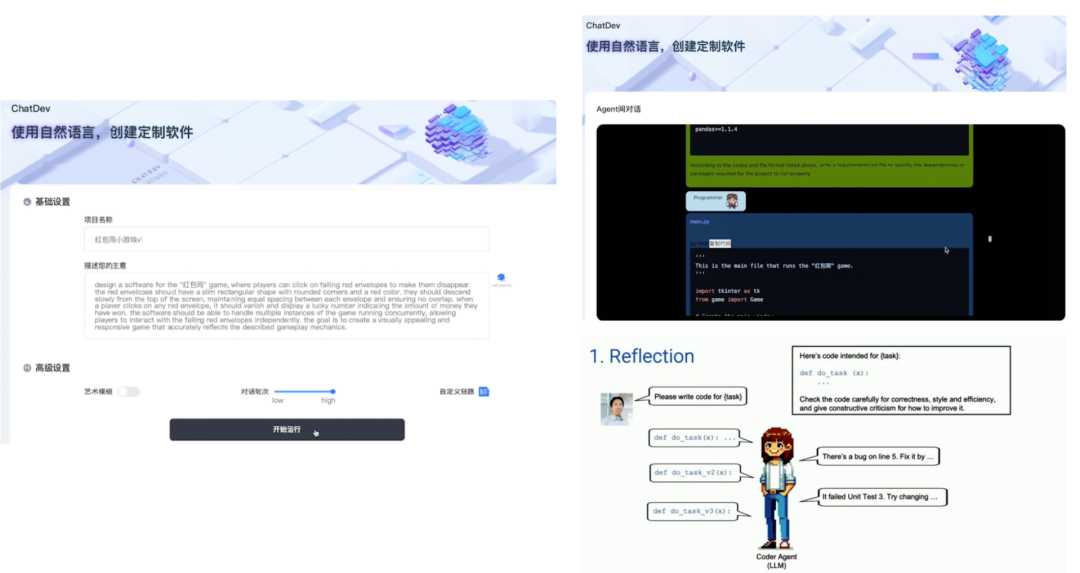 ChatDev
使用自然语言，创建定制软件
基础设置
项目名称
红包雨小游戏v1
描述您的主意
design a software for the "红包雨" game, where players can click on falling red envelopes to make them disappear.
the red envelopes should have a slim rectangular shape with rounded corners and a red color. they should descend
slowly from the top of the screen, maintaining equal spacing between each envelope and ensuring no overlap. when
a player clicks on any red envelope, it should vanish and display a lucky number indicating the amount of money they
have won. the software should be able to handle multiple instances of the game running concurrently, allowing
players to interact with the falling red envelopes independently. the goal is to create a visually appealing and
responsive game that accurately reflects the described gameplay mechanics.
高级设置
艺术模组
对话轮次
low
high
自定义链路
开始运行
ChatDev
使用自然语言，创建定制软件
Agent间对话
pandas>=1.1.4
According to the codes and file format listed above, write a requirements.txt file to specify the dependencies or
packages required for the project to run properly.
Programmer
main.py
python复制代码
'''
This is the main file that runs the "红包雨" game.
'''
import tkinter as tk
from game import Game
# Create the main window
1. Reflection
Please write code for {task}
Here's code intended for {task}:
def do_task (x):
...
Check the code carefully for correctness, style and efficiency,
and give constructive criticism for how to improve it.
def do_task(x): ...
There's a bug on line 5. Fix it by ...
def do_task_v2(x):
It failed Unit Test 3. Try changing ...
def do_task_v3(x):
Coder Agent
(LLM)